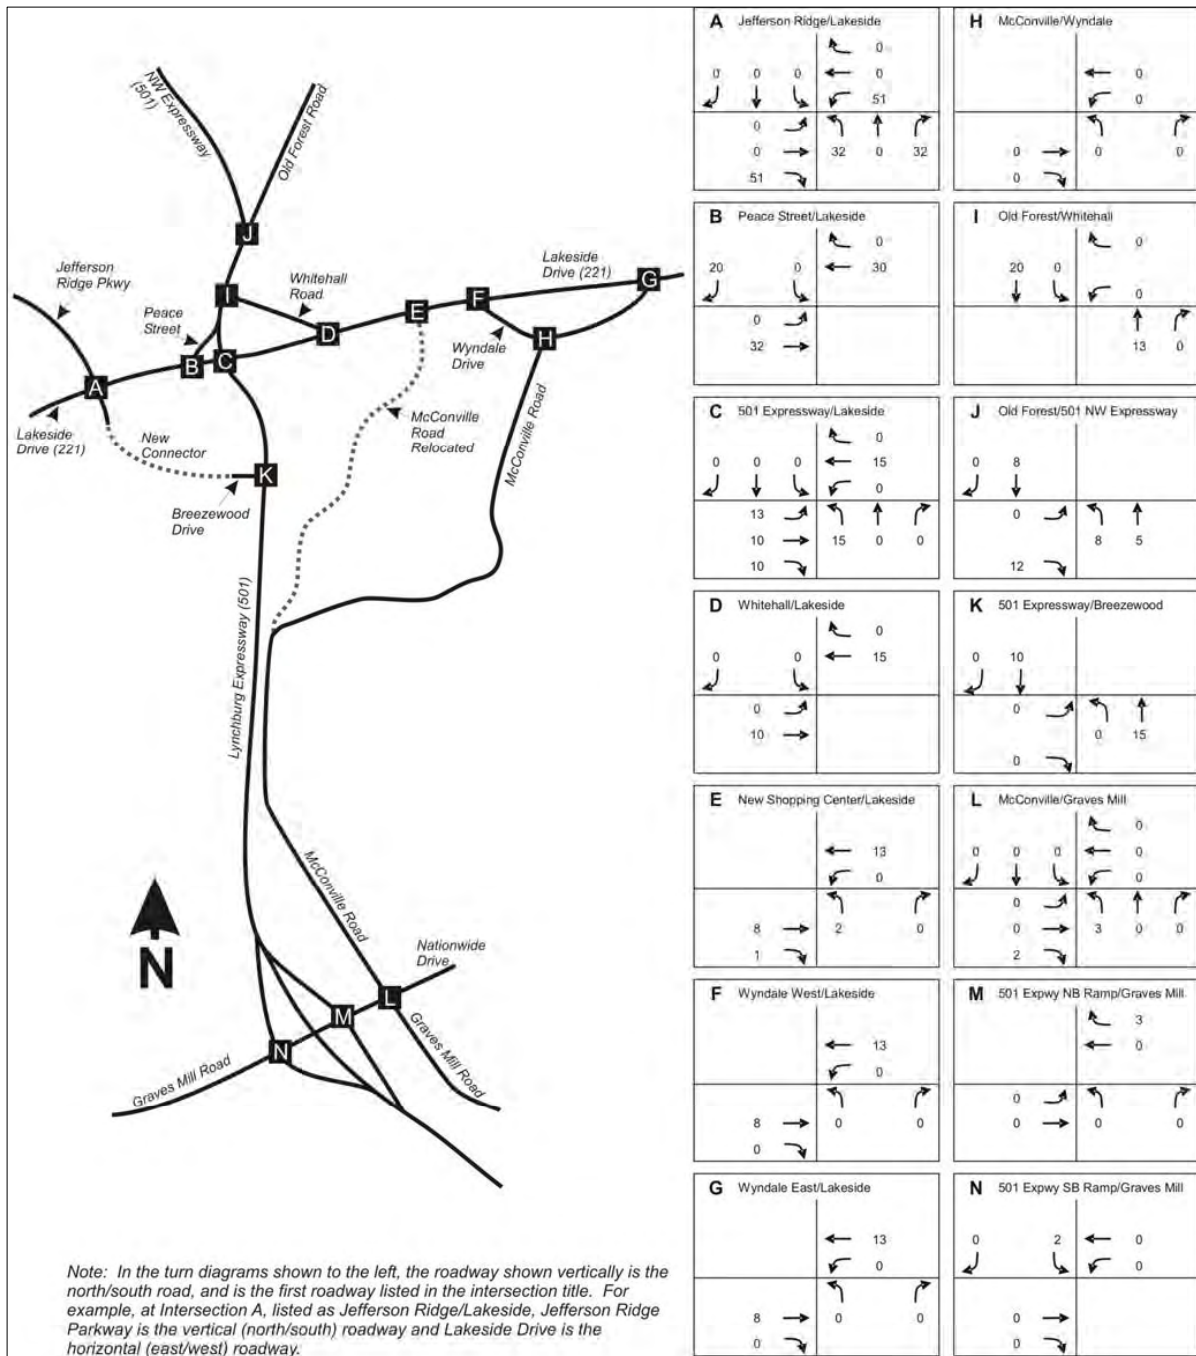 NW Expressway
(501)
Old Forest Road
J
Jefferson
Ridge Pkwy
Whitehall
Road
Lakeside
Drive (221)
G
I
Peace
Street
E
F
D
B
C
Wyndale
Drive
H
A
Lakeside
Drive (221)
New
Connector
McConville
Road
Relocated
McConville Road
K
Breezewood
Drive
Lynchburg Expressway (501)
McConville Road
N
Nationwide
Drive
L
M
N
Graves Mill Road
Graves Mill Road
Note: In the turn diagrams shown to the left, the roadway shown vertically is the
north/south road, and is the first roadway listed in the intersection title. For
example, at Intersection A, listed as Jefferson Ridge/Lakeside, Jefferson Ridge
Parkway is the vertical (north/south) roadway and Lakeside Drive is the
horizontal (east/west) roadway.
A Jefferson Ridge/Lakeside
0
0 0 0 0
51
0
0 32 0 32
51
B Peace Street/Lakeside
0
20 0 30
0
32
C 501 Expressway/Lakeside
0
0 0 0 15
0
13
10 15 0 0
10
D Whitehall/Lakeside
0
0 0 15
0
10
E New Shopping Center/Lakeside
13
0
8 2 0
1
F Wyndale West/Lakeside
13
0
8 0 0
0
G Wyndale East/Lakeside
13
0
8 0 0
0
H McConville/Wyndale
0
0
0 0 0
0
I Old Forest/Whitehall
0
20 0
0
13 0
J Old Forest/501 NW Expressway
0 8
0
8 5
12
K 501 Expressway/Breezewood
0 10
0
0 15
0
L McConville/Graves Mill
0
0 0 0 0
0
0
0 3 0 0
2
M 501 Expwy NB Ramp/Graves Mill
3
0
0
0 0 0
N 501 Expwy SB Ramp/Graves Mill
0 2 0
0
0
0